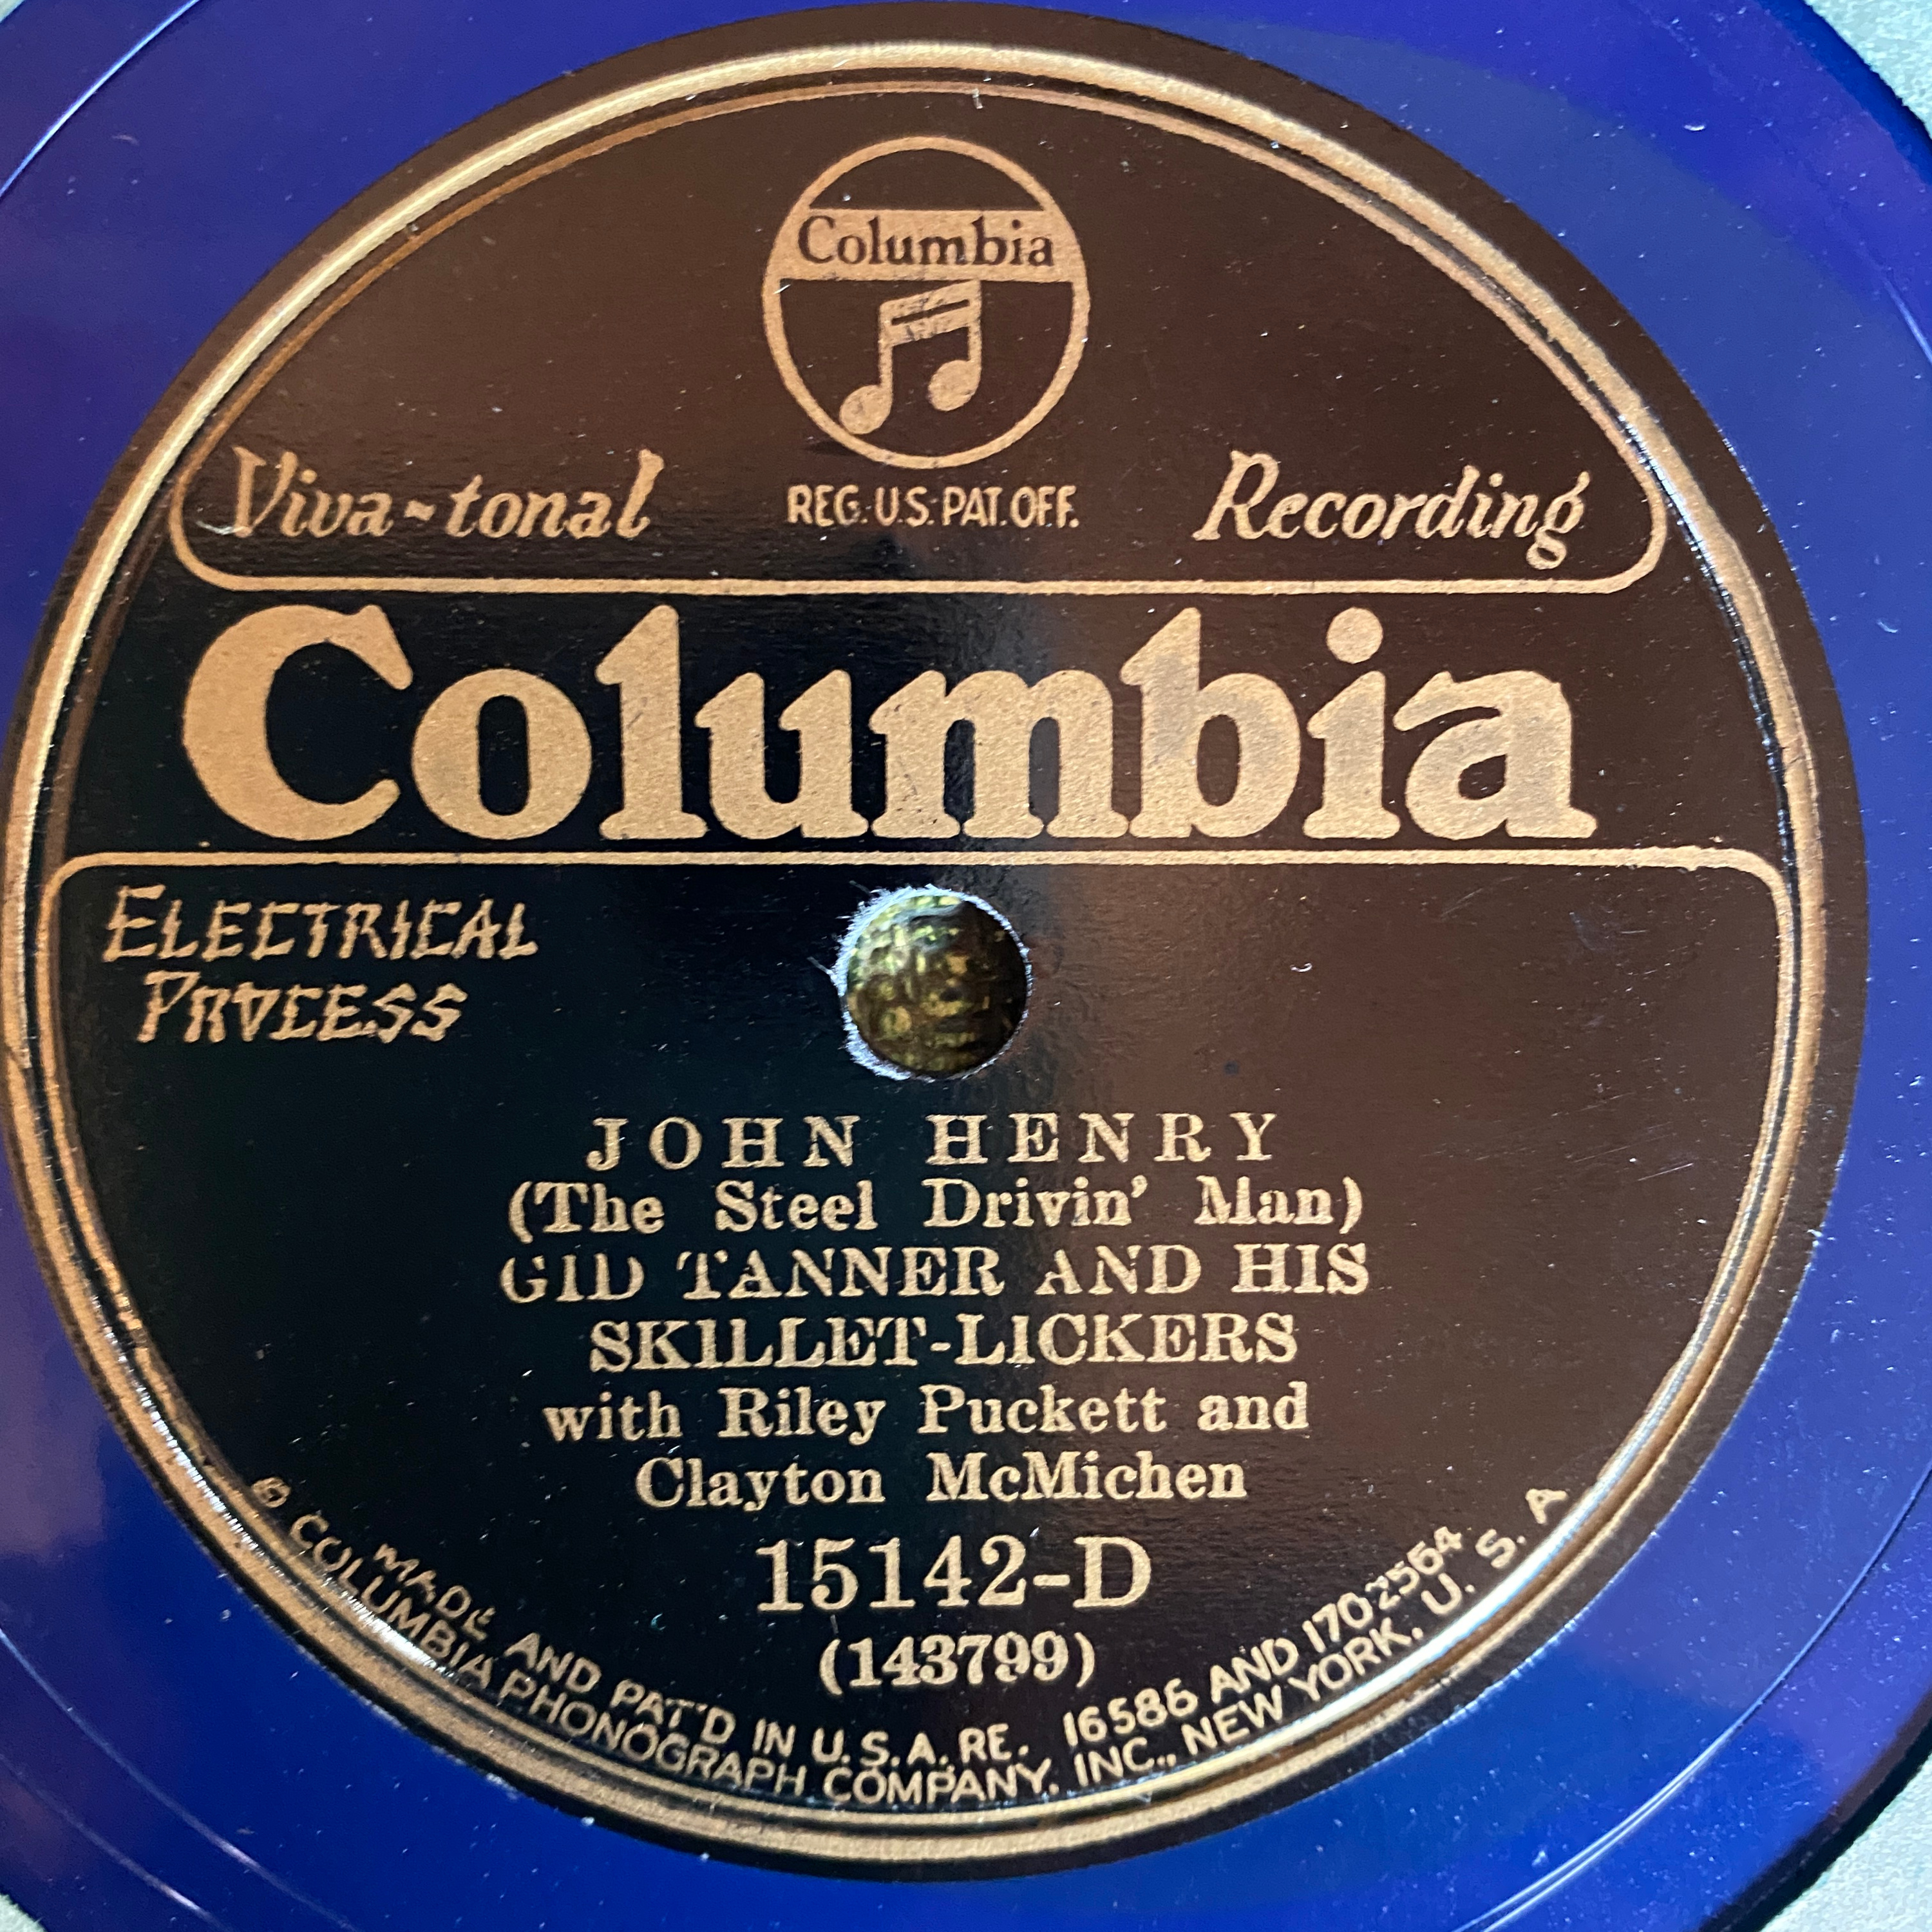 Columbia
Viva-tonal REG. U.S. PAT. OFF. Recording
Columbia
ELECTRICAL
PROCESS
JOHN HENRY
(The Steel Drivin' Man)
GID TANNER AND HIS
SKILLET-LICKERS
with Riley Puckett and
Clayton McMichen
15142-D
(143799)
MADE AND PAT'D IN U.S.A. RE. 16586 AND 1702564
COLUMBIA PHONOGRAPH COMPANY, INC., NEW YORK, U. S. A